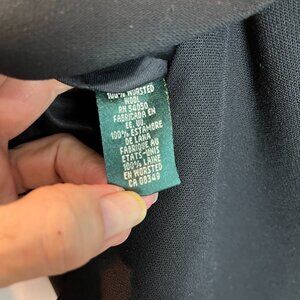 100% WORSTED
WOOL
RN 54050
FABRICADA EN
EE. UU.
100% ESTAMBRE
DE LANA
FABRIQUE AU
ETATS-UNIS
100% LAINE
EN WORSTED
CA 00349